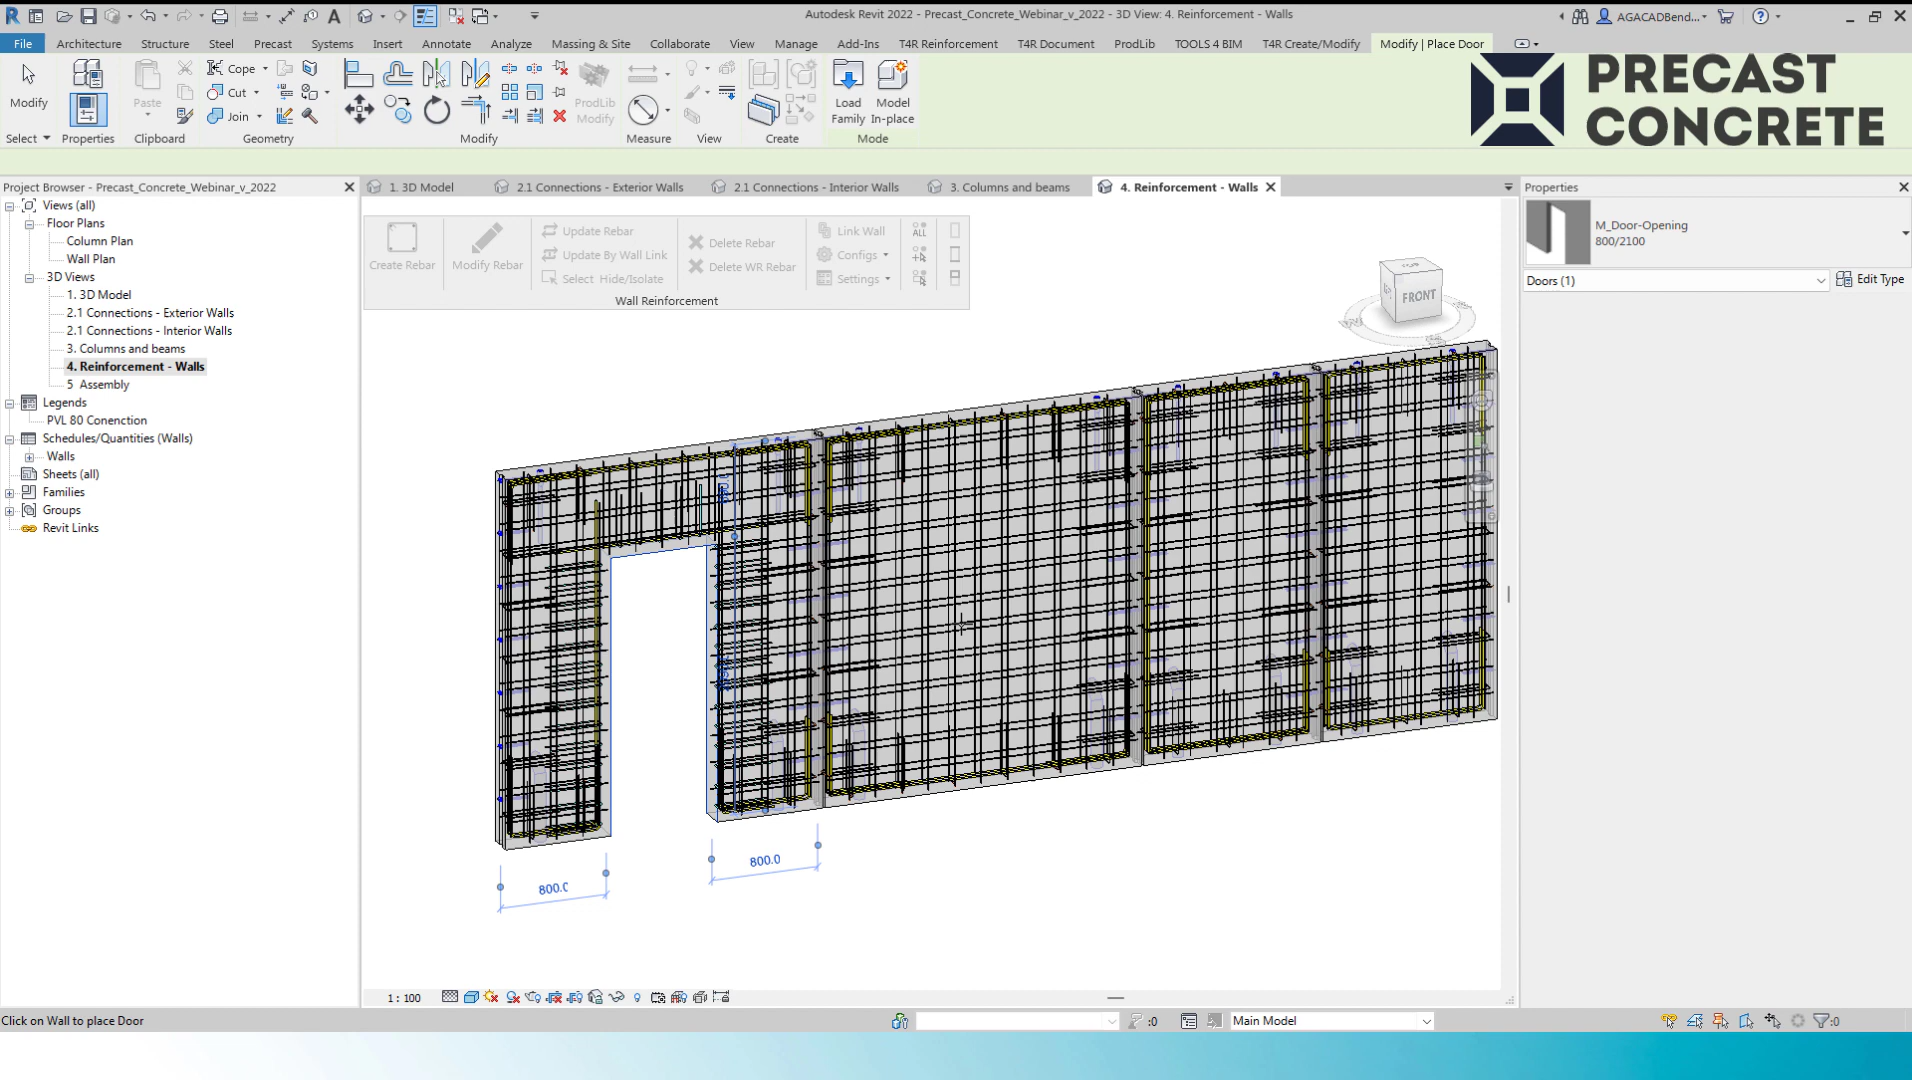 Autodesk Revit 2022 - Precast_Concrete_Webinar_v_2022 - 3D View: 4. Reinforcement - Walls
AGACADBend...
File
Architecture
Structure
Steel
Precast
Systems
Insert
Annotate
Analyze
Massing & Site
Collaborate
View
Manage
Add-Ins
T4R Reinforcement
T4R Document
ProdLib
TOOLS 4 BIM
T4R Create/Modify
Modify | Place Door
Modify
Paste
Cope
Cut
Join
ProdLib
Modify
Load
Family
Model
In-place
Select
Properties
Clipboard
Geometry
Modify
Measure
View
Create
Mode
PRECAST
CONCRETE
Project Browser - Precast_Concrete_Webinar_v_2022
Views (all)
Floor Plans
Column Plan
Wall Plan
3D Views
1. 3D Model
2.1 Connections - Exterior Walls
2.1 Connections - Interior Walls
3. Columns and beams
4. Reinforcement - Walls
5 Assembly
Legends
PVL 80 Conenction
Schedules/Quantities (Walls)
Walls
Sheets (all)
Families
Groups
Revit Links
1. 3D Model
2.1 Connections - Exterior Walls
2.1 Connections - Interior Walls
3. Columns and beams
4. Reinforcement - Walls
Create Rebar
Modify Rebar
Update Rebar
Update By Wall Link
Select Hide/Isolate
Delete Rebar
Delete WR Rebar
Link Wall
Configs
Settings
ALL
Wall Reinforcement
TOP
FRONT
800.0
800.0
Properties
M_Door-Opening
800/2100
Doors (1)
Edit Type
1 : 100
Click on Wall to place Door
:0
Main Model
:0